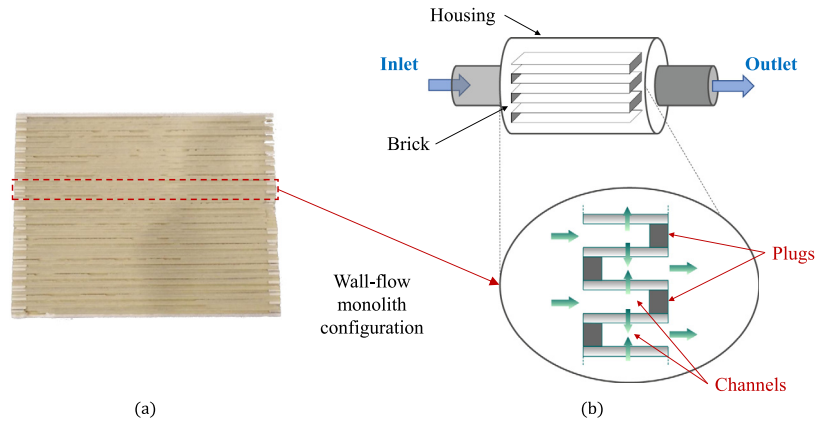 Housing
Inlet
Outlet
Brick
Plugs
Wall-flow
monolith
configuration
Channels
(a)
(b)